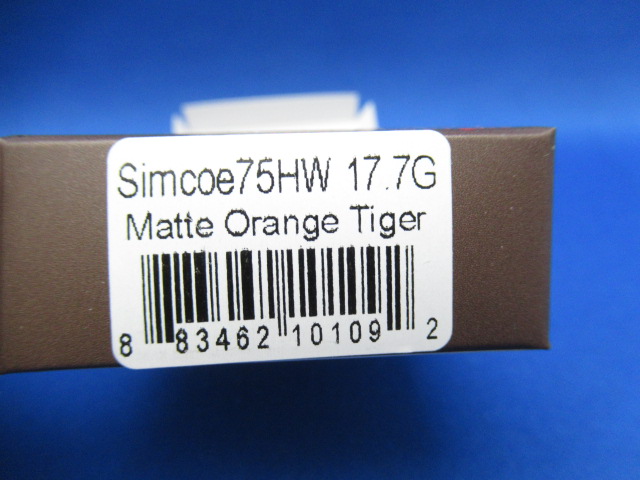 Simcoe75HW 17.7G
Matte Orange Tiger
8 83462 10109 2